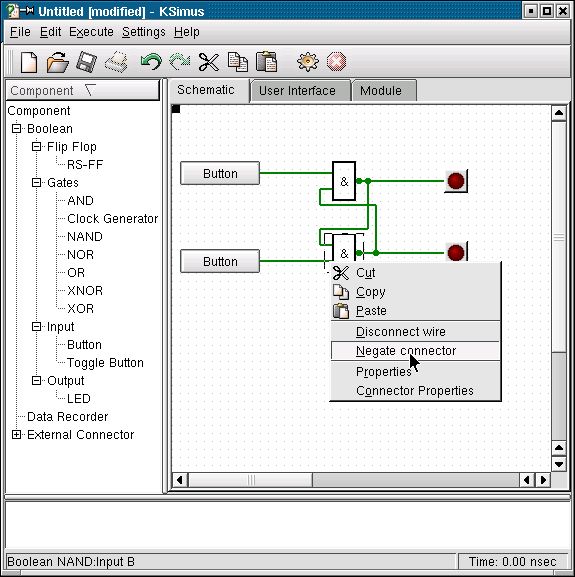 Untitled [modified] - KSimus
File Edit Execute Settings Help
Component
Schematic User Interface Module
Component
Boolean
Flip Flop
RS-FF
Gates
AND
Clock Generator
NAND
NOR
OR
XNOR
XOR
Input
Button
Toggle Button
Output
LED
Data Recorder
External Connector
Button
&
Button
&
Cut
Copy
Paste
Disconnect wire
Negate connector
Properties
Connector Properties
Boolean NAND:Input B
Time: 0.00 nsec